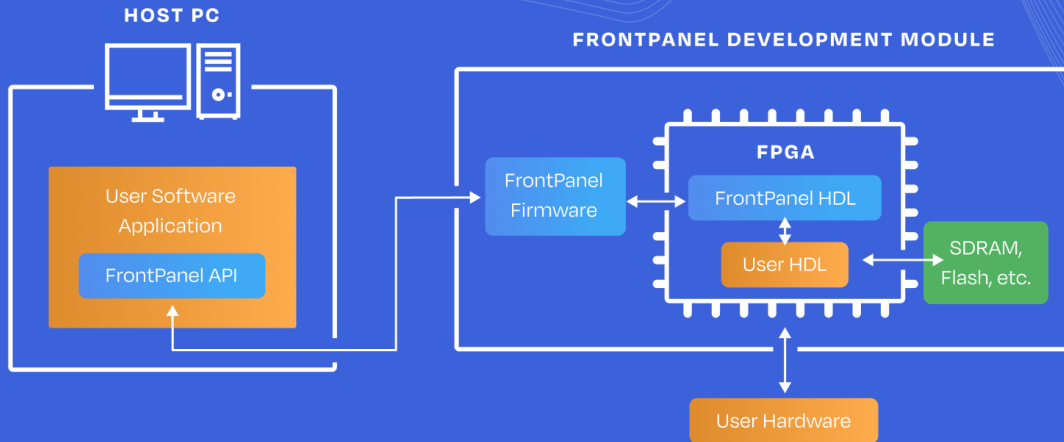 HOST PC
FRONTPANEL DEVELOPMENT MODULE
User Software
Application
FrontPanel API
FrontPanel
Firmware
FPGA
FrontPanel HDL
User HDL
SDRAM,
Flash, etc.
User Hardware